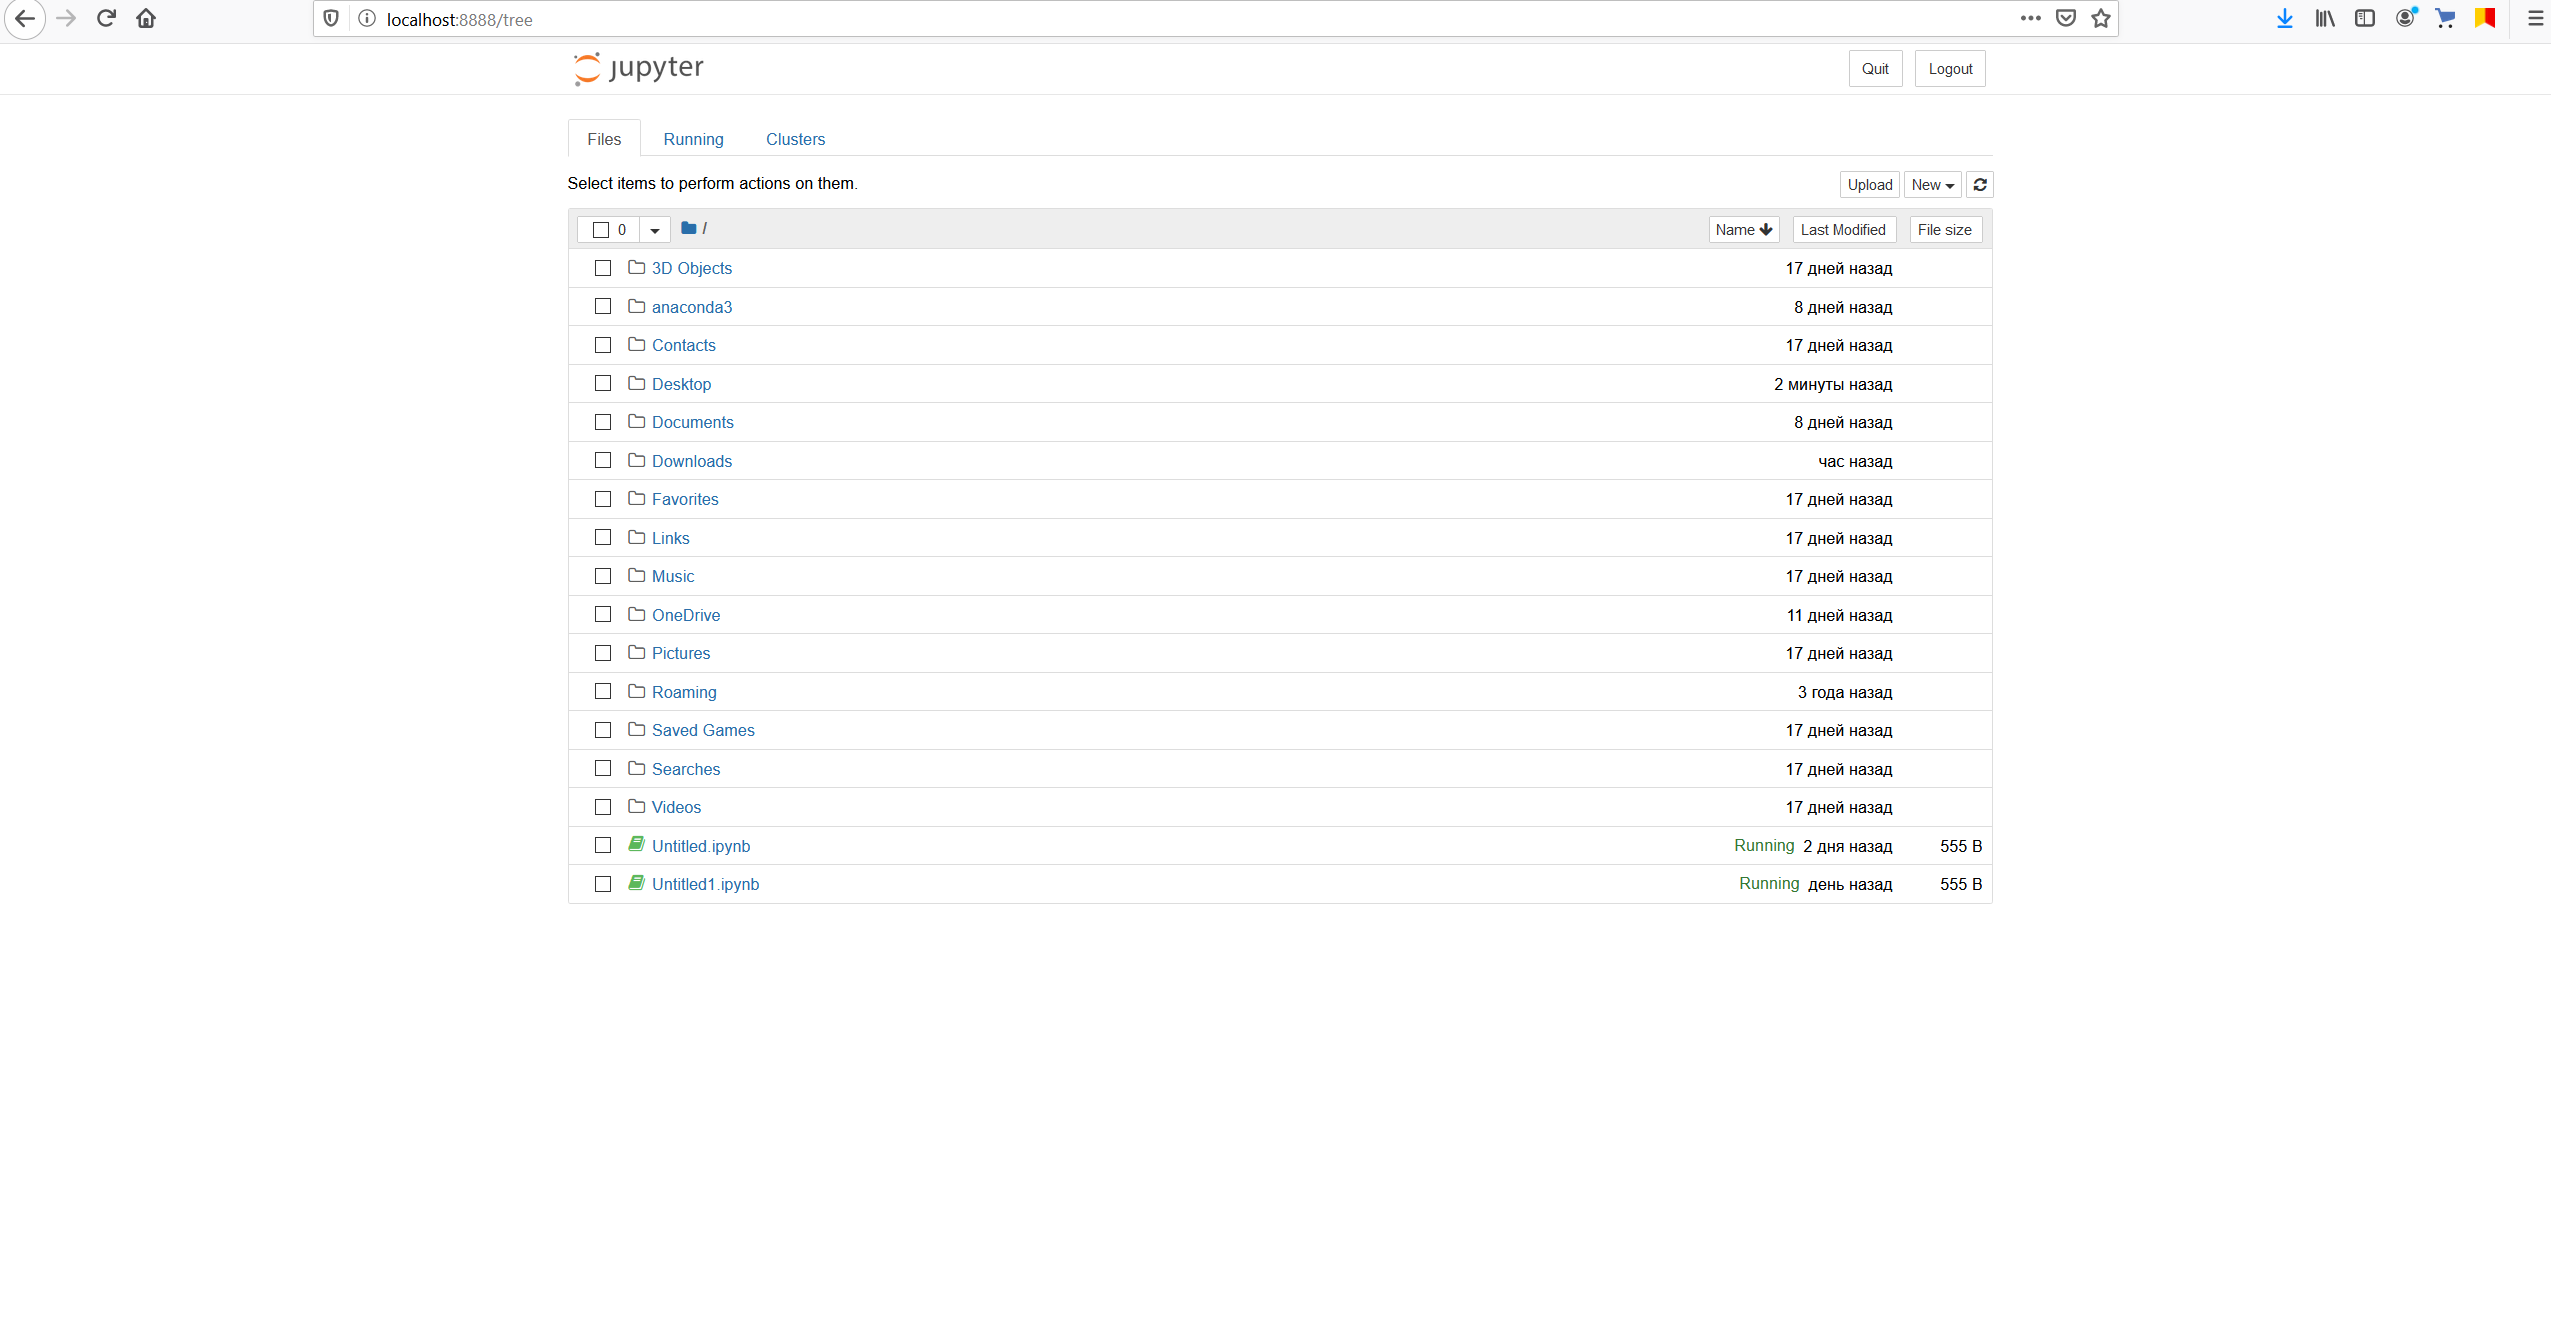 localhost:8888/tree
jupyter
Quit Logout
Files Running Clusters
Select items to perform actions on them.
Upload New
0 / Name Last Modified File size
3D Objects 17 дней назад
anaconda3 8 дней назад
Contacts 17 дней назад
Desktop 2 минуты назад
Documents 8 дней назад
Downloads час назад
Favorites 17 дней назад
Links 17 дней назад
Music 17 дней назад
OneDrive 11 дней назад
Pictures 17 дней назад
Roaming 3 года назад
Saved Games 17 дней назад
Searches 17 дней назад
Videos 17 дней назад
Untitled.ipynb Running 2 дня назад 555 B
Untitled1.ipynb Running день назад 555 B